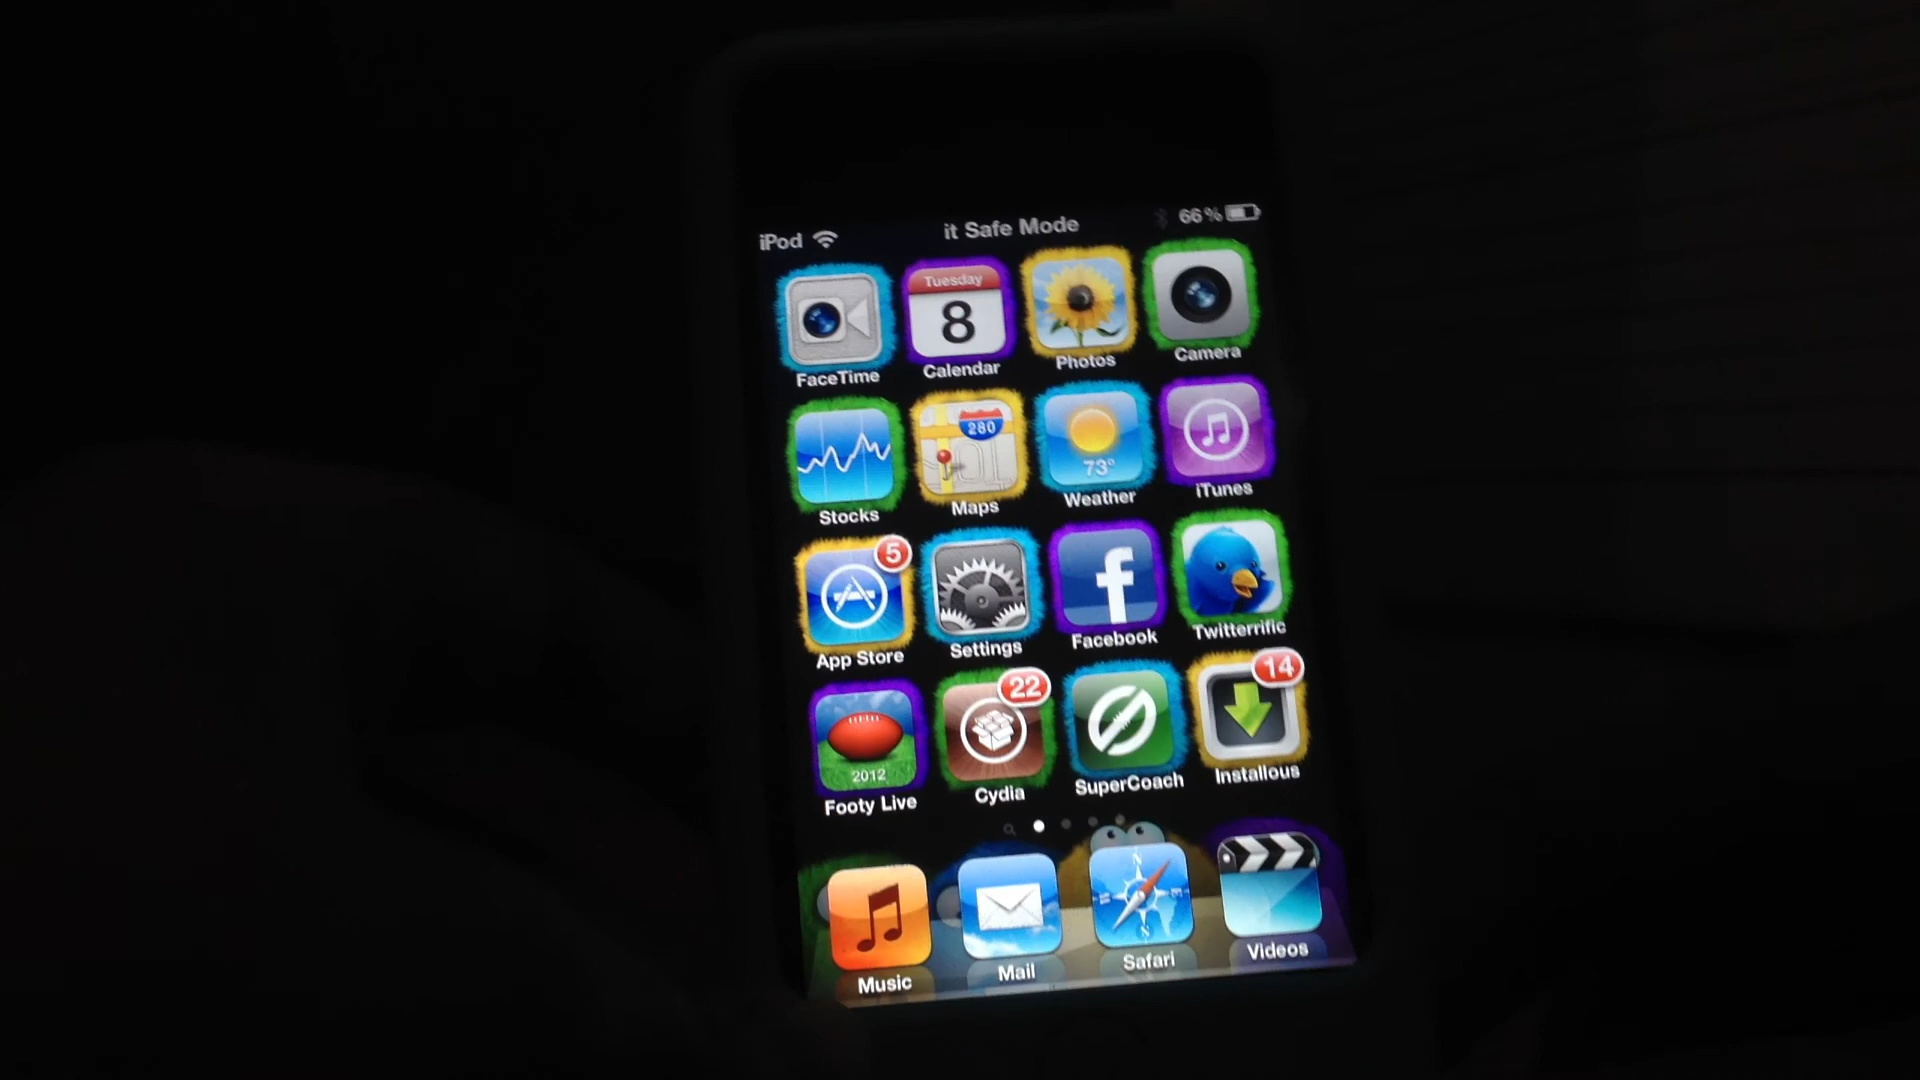 iPod it Safe Mode 66%
Tuesday
8
FaceTime Calendar Photos Camera
280
73°
Stocks Maps Weather iTunes
5
f
App Store Settings Facebook Twitterrific
22 14
2012
Footy Live Cydia SuperCoach Installous
N
Music Mail Safari Videos